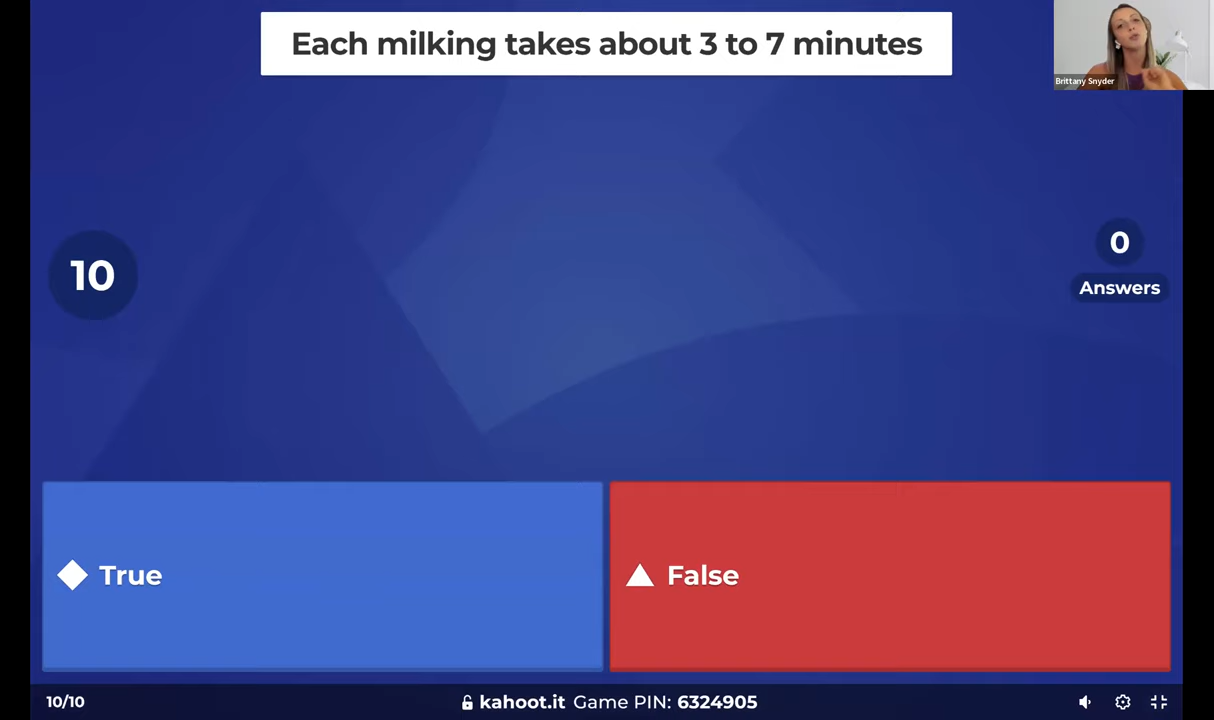 Each milking takes about 3 to 7 minutes
Brittany Snyder
10
0
Answers
True
False
10/10
kahoot.it Game PIN: 6324905